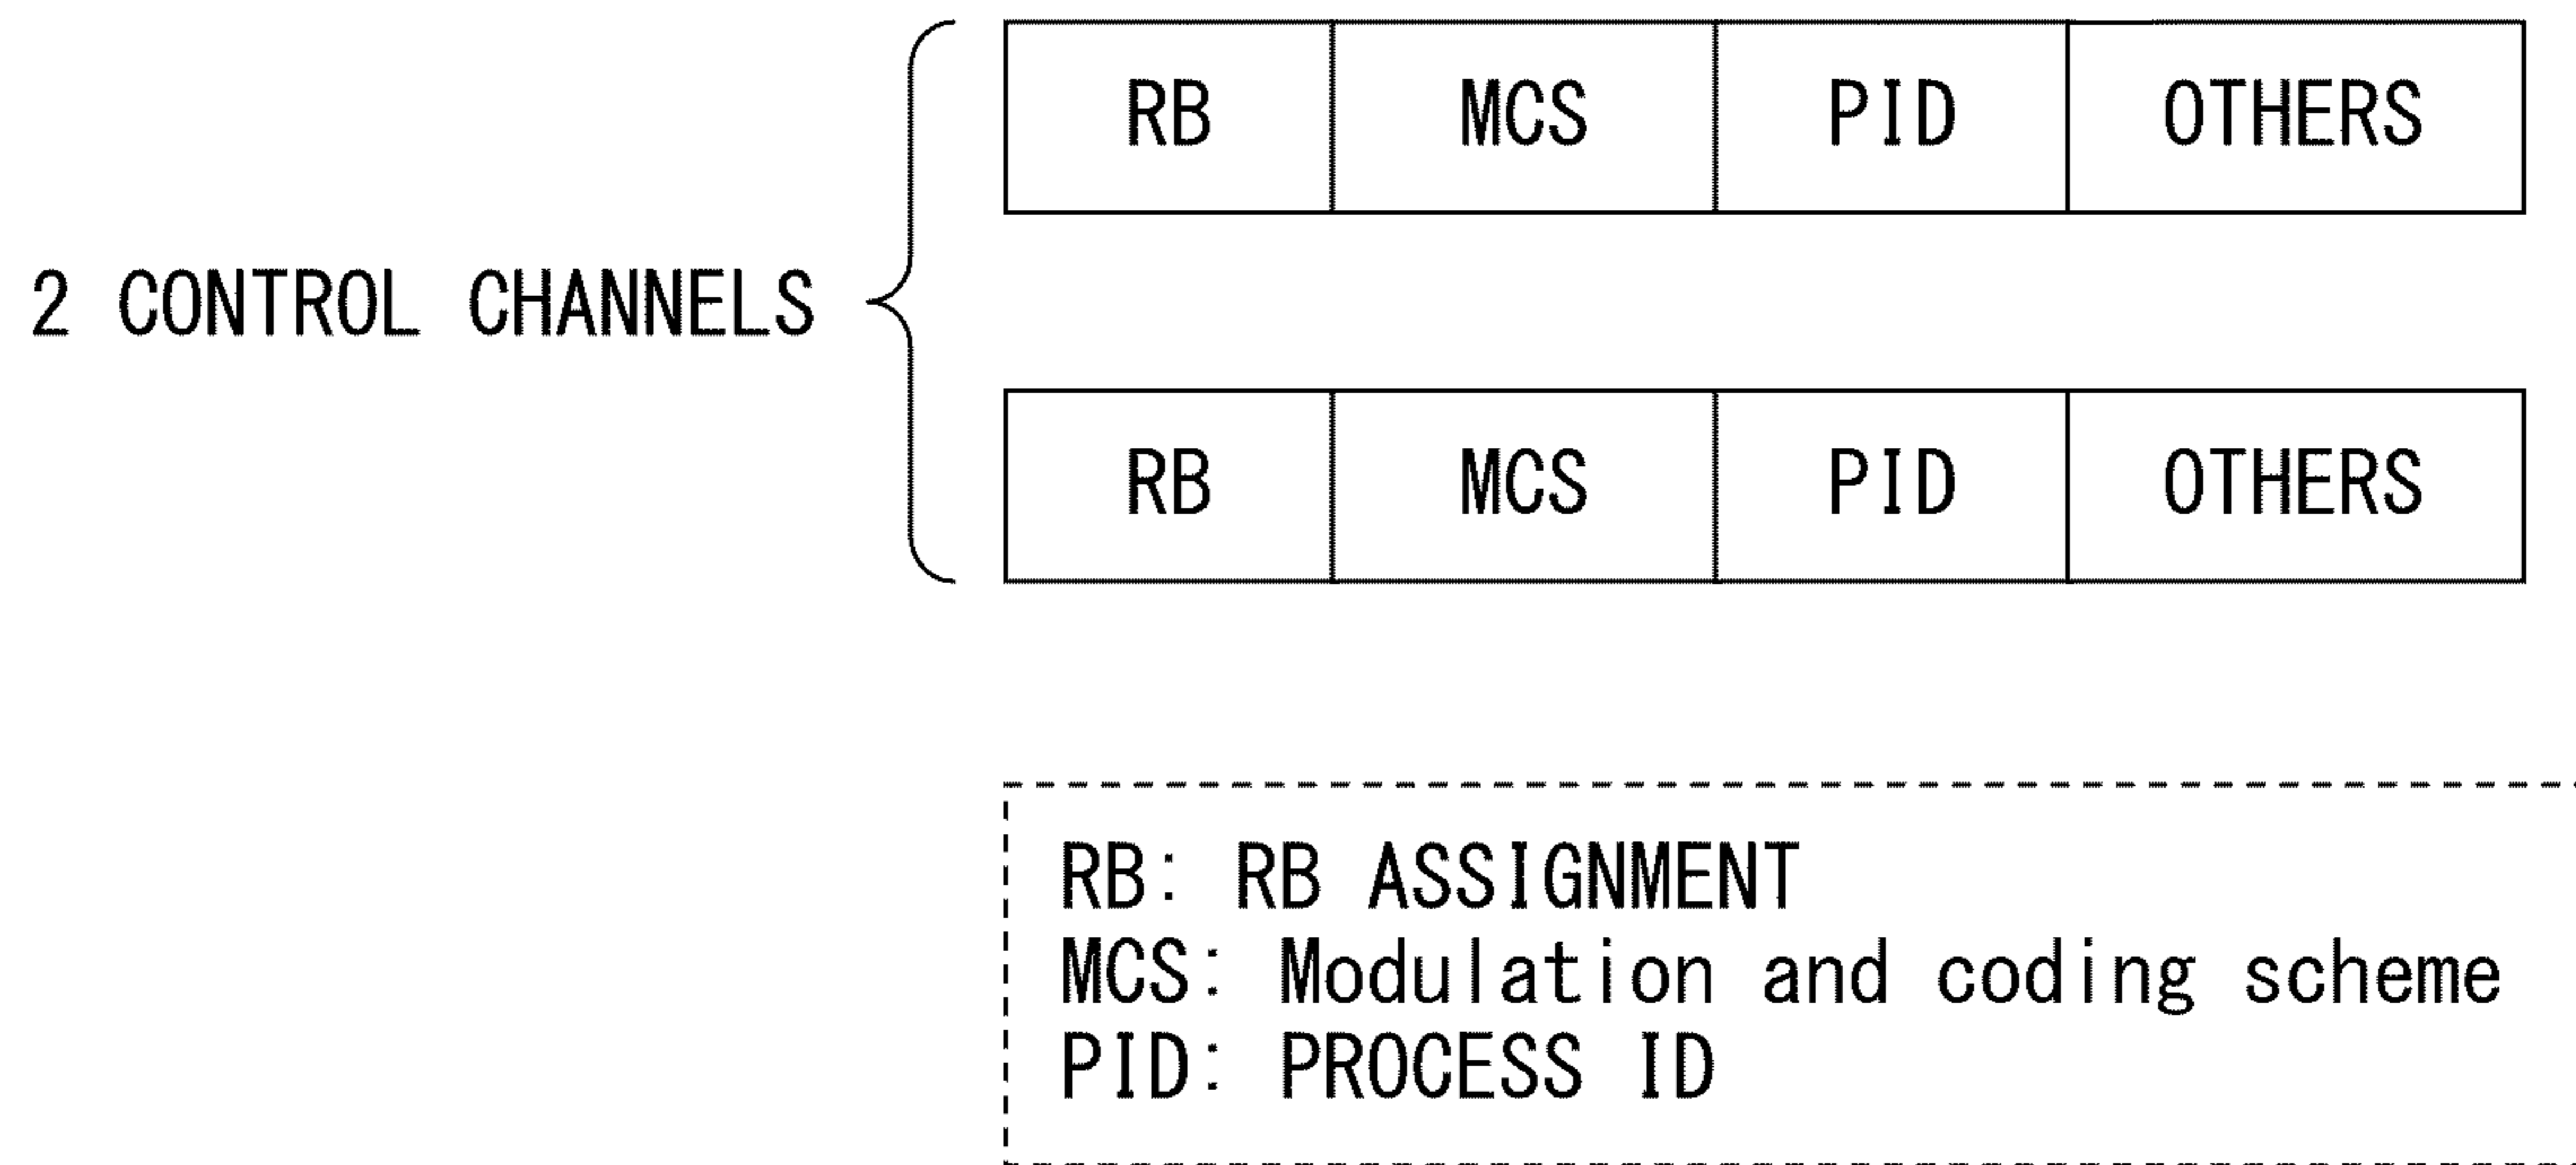 RB MCS PID OTHERS
2 CONTROL CHANNELS
RB MCS PID OTHERS
RB: RB ASSIGNMENT
MCS: Modulation and coding scheme
PID: PROCESS ID